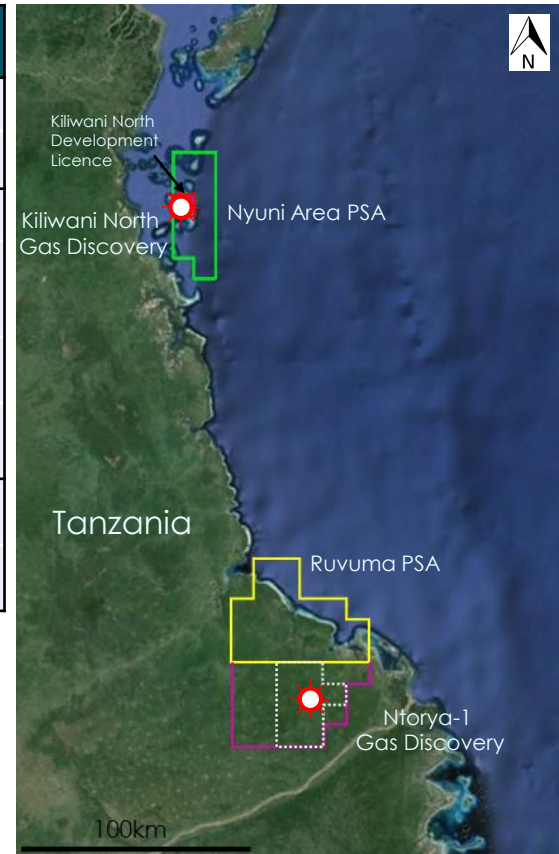 N
Kiliwani North
Development
Licence
Nyuni Area PSA
Kiliwani North
Gas Discovery
Tanzania
Ruvuma PSA
Ntorya-1
Gas Discovery
100km